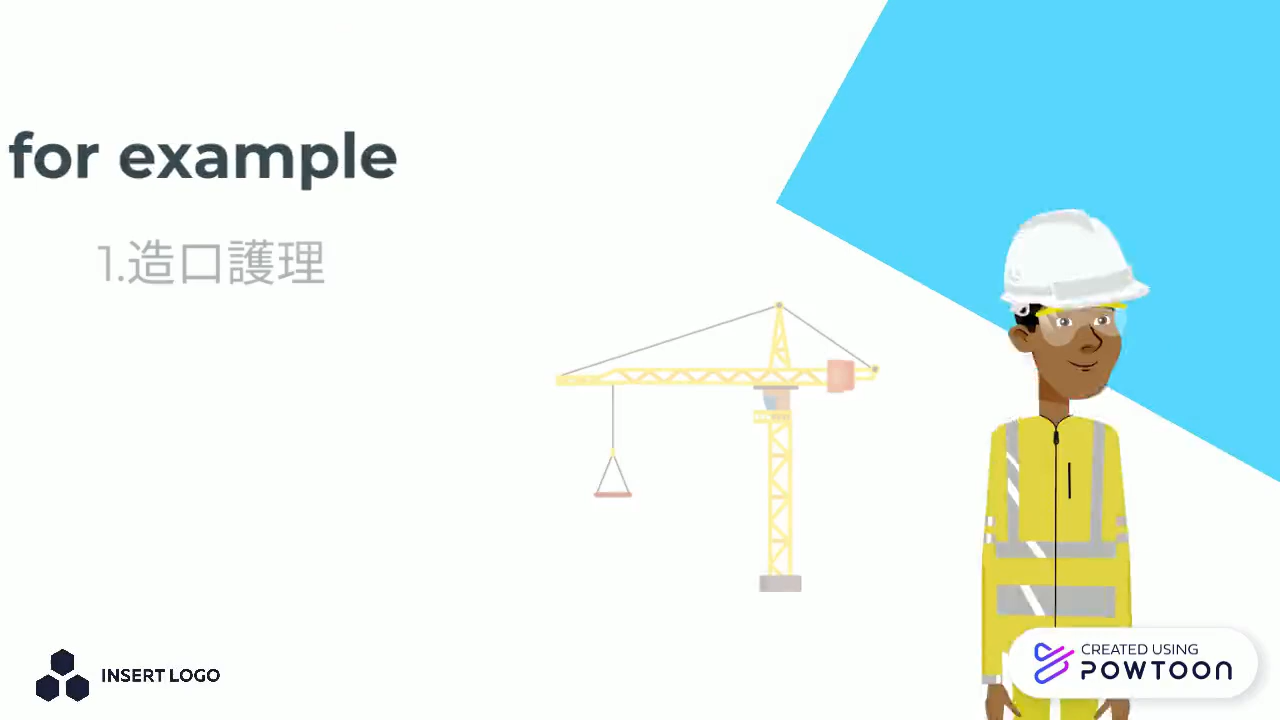 for example
1.造口護理
INSERT LOGO
CREATED USING
POWTOON